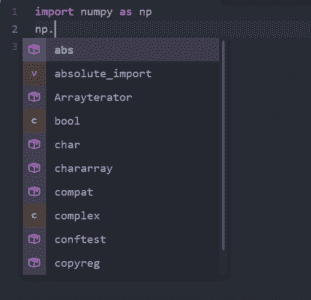 1 import numpy as np
2 np.
3
abs
v absolute_import
Arrayterator
c bool
char
chararray
compat
c complex
conftest
copyreg